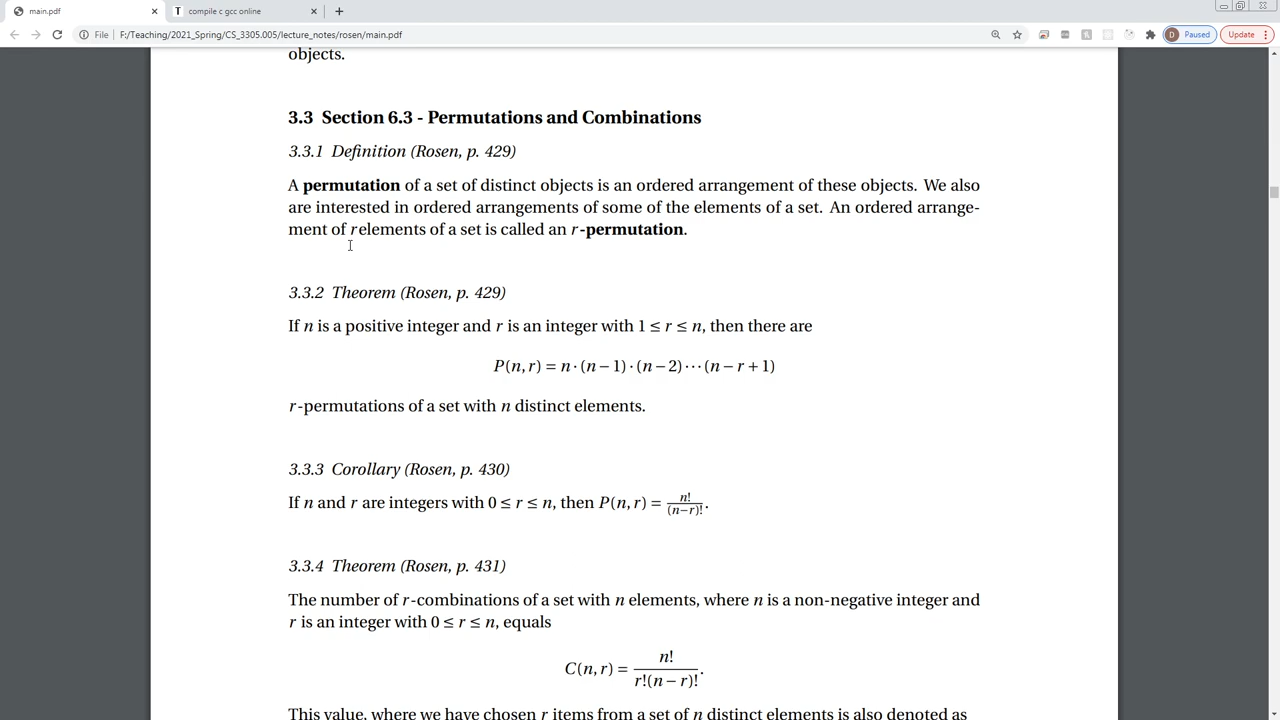 main.pdf
compile c gcc online
File F:/Teaching/2021_Spring/CS_3305.005/lecture_notes/rosen/main.pdf
D Paused
Update
objects.
3.3 Section 6.3 - Permutations and Combinations
3.3.1 Definition (Rosen, p. 429)
A permutation of a set of distinct objects is an ordered arrangement of these objects. We also
are interested in ordered arrangements of some of the elements of a set. An ordered arrange-
ment of r elements of a set is called an r-permutation.
3.3.2 Theorem (Rosen, p. 429)
If n is a positive integer and r is an integer with 1 ≤ r ≤ n, then there are
P(n, r) = n · (n − 1) · (n − 2) ⋯ (n − r + 1)
r-permutations of a set with n distinct elements.
3.3.3 Corollary (Rosen, p. 430)
If n and r are integers with 0 ≤ r ≤ n, then P(n, r) = n!/(n−r)!.
3.3.4 Theorem (Rosen, p. 431)
The number of r-combinations of a set with n elements, where n is a non-negative integer and
r is an integer with 0 ≤ r ≤ n, equals
C(n, r) = n!/r!(n − r)!.
This value, where we have chosen r items from a set of n distinct elements is also denoted as